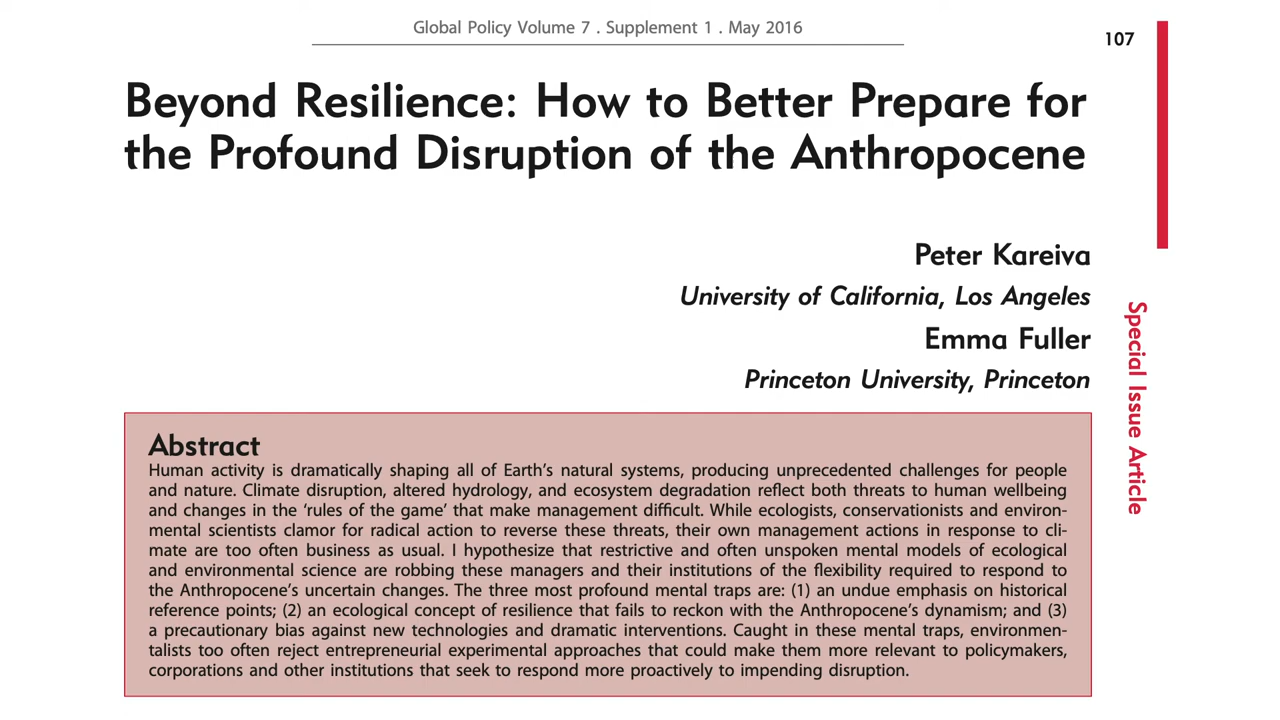 Global Policy Volume 7 . Supplement 1 . May 2016
107
Beyond Resilience: How to Better Prepare for
the Profound Disruption of the Anthropocene
Peter Kareiva
University of California, Los Angeles
Emma Fuller
Princeton University, Princeton
Special Issue Article
Abstract
Human activity is dramatically shaping all of Earth's natural systems, producing unprecedented challenges for people
and nature. Climate disruption, altered hydrology, and ecosystem degradation reflect both threats to human wellbeing
and changes in the 'rules of the game' that make management difficult. While ecologists, conservationists and environ-
mental scientists clamor for radical action to reverse these threats, their own management actions in response to cli-
mate are too often business as usual. I hypothesize that restrictive and often unspoken mental models of ecological
and environmental science are robbing these managers and their institutions of the flexibility required to respond to
the Anthropocene's uncertain changes. The three most profound mental traps are: (1) an undue emphasis on historical
reference points; (2) an ecological concept of resilience that fails to reckon with the Anthropocene's dynamism; and (3)
a precautionary bias against new technologies and dramatic interventions. Caught in these mental traps, environmen-
talists too often reject entrepreneurial experimental approaches that could make them more relevant to policymakers,
corporations and other institutions that seek to respond more proactively to impending disruption.